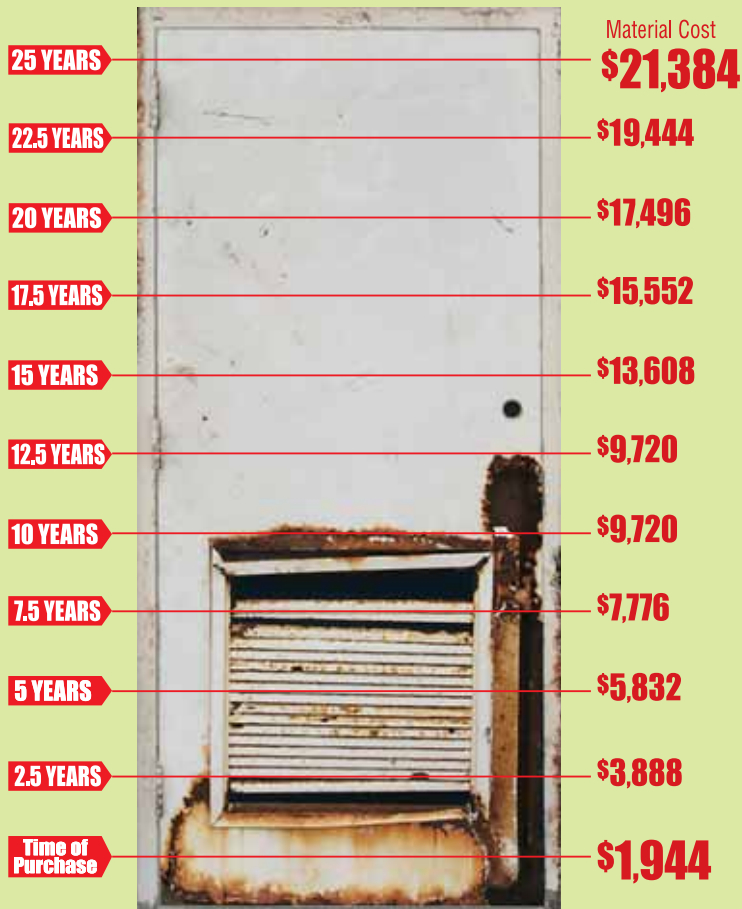 Material Cost
25 YEARS $21,384
22.5 YEARS $19,444
20 YEARS $17,496
17.5 YEARS $15,552
15 YEARS $13,608
12.5 YEARS $9,720
10 YEARS $9,720
7.5 YEARS $7,776
5 YEARS $5,832
2.5 YEARS $3,888
Time of
Purchase $1,944